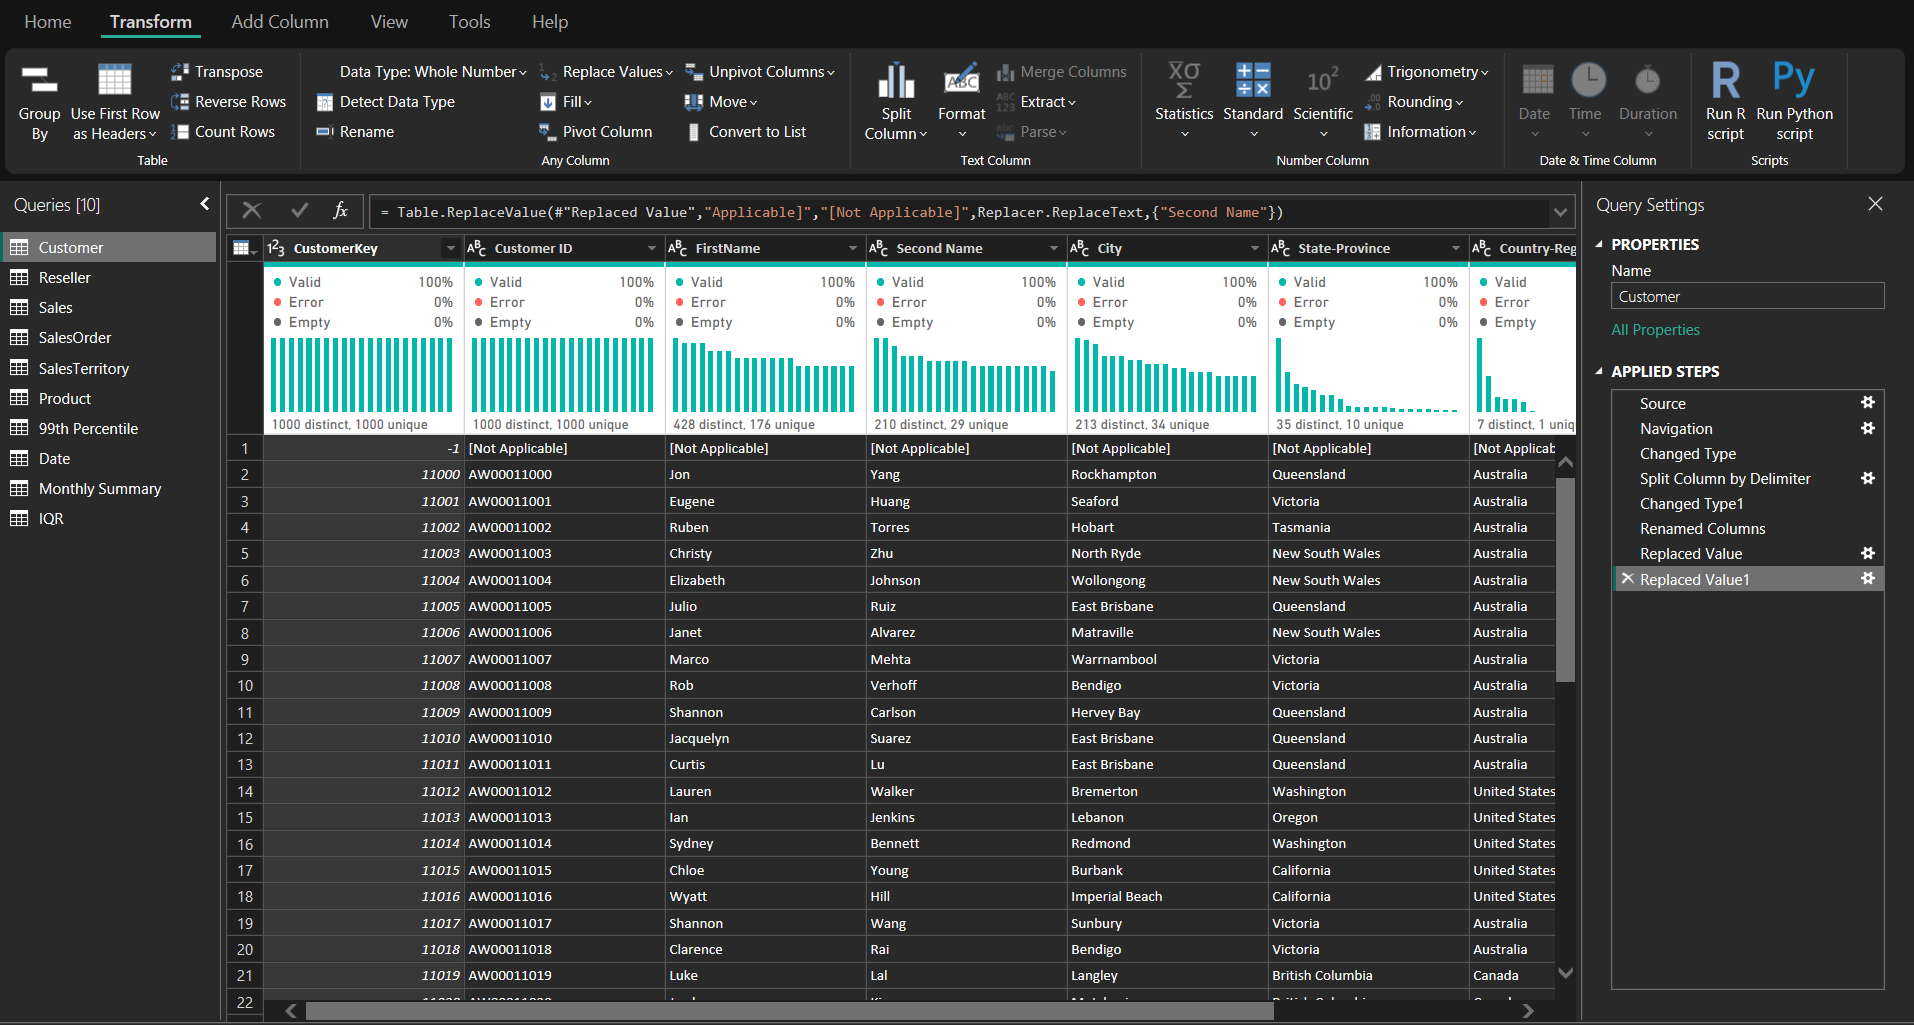 Home Transform Add Column View Tools Help
Group By
Use First Row as Headers
Transpose
Reverse Rows
Count Rows
Table
Data Type: Whole Number
Detect Data Type
Rename
Replace Values
Fill
Pivot Column
Unpivot Columns
Move
Convert to List
Any Column
Split Column
Format
Merge Columns
Extract
Parse
Text Column
Statistics
Standard
Scientific
Trigonometry
Rounding
Information
Number Column
Date
Time
Duration
Date & Time Column
Run R script
Run Python script
Scripts
Queries [10]
Customer
Reseller
Sales
SalesOrder
SalesTerritory
Product
99th Percentile
Date
Monthly Summary
IQR
= Table.ReplaceValue(#"Replaced Value","Applicable]","[Not Applicable]",Replacer.ReplaceText,{"Second Name"})
CustomerKey Customer ID FirstName Second Name City State-Province Country-Reg
Valid 100% Valid 100% Valid 100% Valid 100% Valid 100% Valid 100% Valid
Error 0% Error 0% Error 0% Error 0% Error 0% Error 0% Error
Empty 0% Empty 0% Empty 0% Empty 0% Empty 0% Empty 0% Empty
1000 distinct, 1000 unique 1000 distinct, 1000 unique 428 distinct, 176 unique 210 distinct, 29 unique 213 distinct, 34 unique 35 distinct, 10 unique 7 distinct, 1 uniq
1 -1 [Not Applicable] [Not Applicable] [Not Applicable] [Not Applicable] [Not Applicable] [Not Applicab
2 11000 AW00011000 Jon Yang Rockhampton Queensland Australia
3 11001 AW00011001 Eugene Huang Seaford Victoria Australia
4 11002 AW00011002 Ruben Torres Hobart Tasmania Australia
5 11003 AW00011003 Christy Zhu North Ryde New South Wales Australia
6 11004 AW00011004 Elizabeth Johnson Wollongong New South Wales Australia
7 11005 AW00011005 Julio Ruiz East Brisbane Queensland Australia
8 11006 AW00011006 Janet Alvarez Matraville New South Wales Australia
9 11007 AW00011007 Marco Mehta Warrnambool Victoria Australia
10 11008 AW00011008 Rob Verhoff Bendigo Victoria Australia
11 11009 AW00011009 Shannon Carlson Hervey Bay Queensland Australia
12 11010 AW00011010 Jacquelyn Suarez East Brisbane Queensland Australia
13 11011 AW00011011 Curtis Lu East Brisbane Queensland Australia
14 11012 AW00011012 Lauren Walker Bremerton Washington United States
15 11013 AW00011013 Ian Jenkins Lebanon Oregon United States
16 11014 AW00011014 Sydney Bennett Redmond Washington United States
17 11015 AW00011015 Chloe Young Burbank California United States
18 11016 AW00011016 Wyatt Hill Imperial Beach California United States
19 11017 AW00011017 Shannon Wang Sunbury Victoria Australia
20 11018 AW00011018 Clarence Rai Bendigo Victoria Australia
21 11019 AW00011019 Luke Lal Langley British Columbia Canada
22
Query Settings
PROPERTIES
Name
Customer
All Properties
APPLIED STEPS
Source
Navigation
Changed Type
Split Column by Delimiter
Changed Type1
Renamed Columns
Replaced Value
Replaced Value1